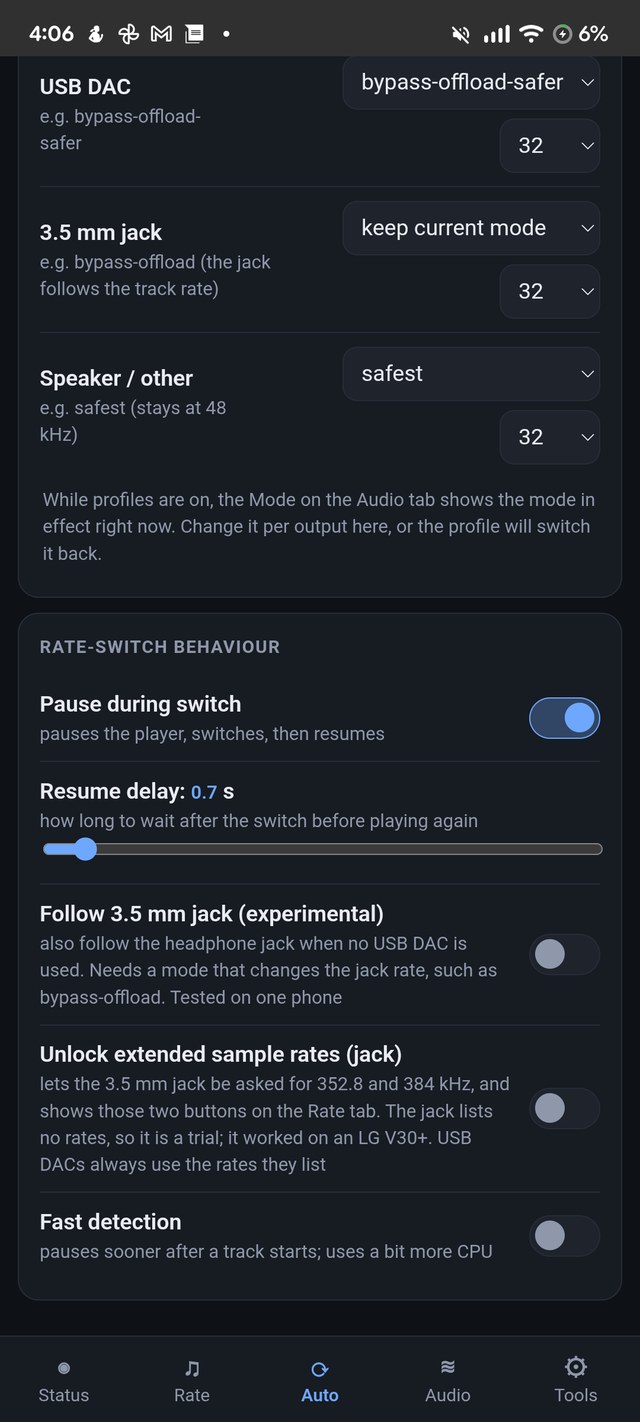 4:06
6%
USB DAC
bypass-offload-safer
e.g. bypass-offload-
safer
32
3.5 mm jack
keep current mode
e.g. bypass-offload (the jack
follows the track rate)
32
Speaker / other
safest
e.g. safest (stays at 48
kHz)
32
While profiles are on, the Mode on the Audio tab shows the mode in
effect right now. Change it per output here, or the profile will switch
it back.
RATE-SWITCH BEHAVIOUR
Pause during switch
pauses the player, switches, then resumes
Resume delay: 0.7 s
how long to wait after the switch before playing again
Follow 3.5 mm jack (experimental)
also follow the headphone jack when no USB DAC is
used. Needs a mode that changes the jack rate, such as
bypass-offload. Tested on one phone
Unlock extended sample rates (jack)
lets the 3.5 mm jack be asked for 352.8 and 384 kHz, and
shows those two buttons on the Rate tab. The jack lists
no rates, so it is a trial; it worked on an LG V30+. USB
DACs always use the rates they list
Fast detection
pauses sooner after a track starts; uses a bit more CPU
Status
Rate
Auto
Audio
Tools